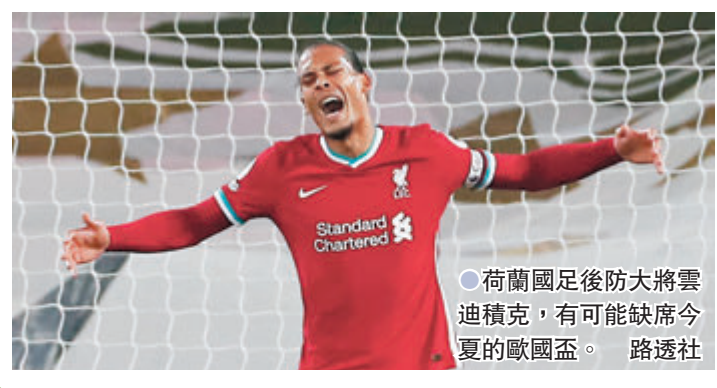 Standard
Chartered
●荷蘭國足後防大將雲
迪積克，有可能缺席今
夏的歐國盃。 路透社